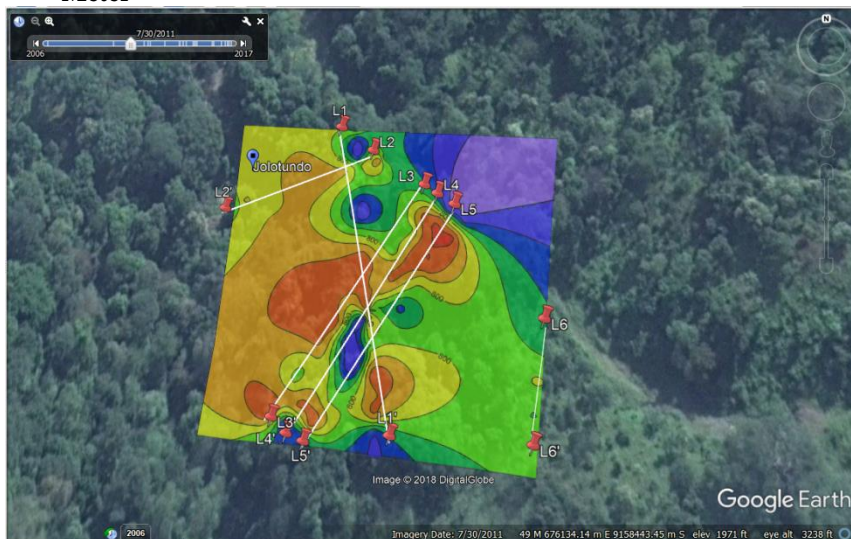 7/30/2011
2006
2017
N
L1
L2
Jolotundo
L3
L4
L2'
L5
L6
L1'
L3'
L4'
L5'
L6'
Image © 2018 DigitalGlobe
Google Earth
2006
Imagery Date: 7/30/2011 49 M 676134.14 m E 9158443.45 m S elev 1971 ft eye alt 3238 ft